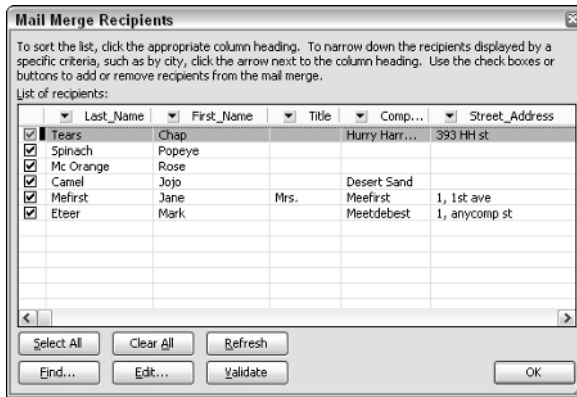 Mail Merge Recipients
To sort the list, click the appropriate column heading. To narrow down the recipients displayed by a
specific criteria, such as by city, click the arrow next to the column heading. Use the check boxes or
buttons to add or remove recipients from the mail merge.
List of recipients:
Last_Name First_Name Title Comp... Street_Address
Tears Chap Hurry Harr... 393 HH st
Spinach Popeye
Mc Orange Rose
Camel Jojo Desert Sand
Mefirst Jane Mrs. Meefirst 1, 1st ave
Eteer Mark Meetdebest 1, anycomp st
Select All Clear All Refresh
Find... Edit... Validate OK